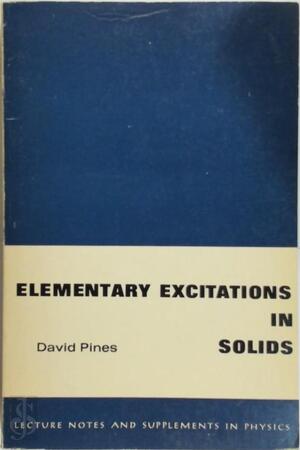 ELEMENTARY EXCITATIONS
IN
David Pines SOLIDS
LECTURE NOTES AND SUPPLEMENTS IN PHYSICS